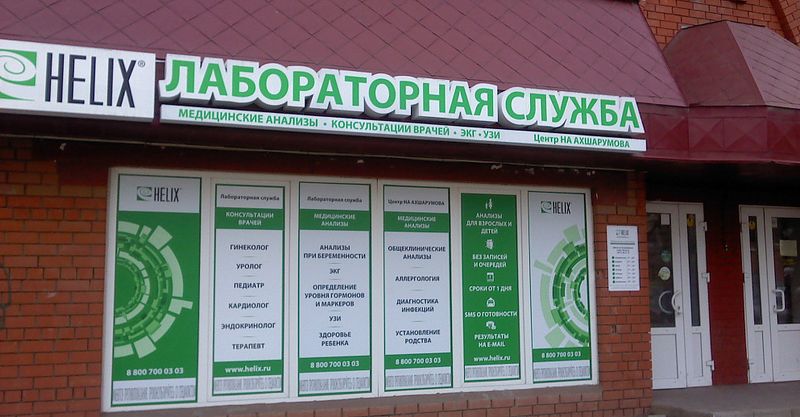 HELIX®
ЛАБОРАТОРНАЯ СЛУЖБА
МЕДИЦИНСКИЕ АНАЛИЗЫ • КОНСУЛЬТАЦИИ ВРАЧЕЙ • ЭКГ • УЗИ
Центр НА АХШАРУМОВА
HELIX
8 800 700 03 03
Лабораторная служба
КОНСУЛЬТАЦИИ
ВРАЧЕЙ
ГИНЕКОЛОГ
УРОЛОГ
ПЕДИАТР
КАРДИОЛОГ
ЭНДОКРИНОЛОГ
ТЕРАПЕВТ
www.helix.ru
Лабораторная служба
МЕДИЦИНСКИЕ
АНАЛИЗЫ
АНАЛИЗЫ
ПРИ БЕРЕМЕННОСТИ
ЭКГ
ОПРЕДЕЛЕНИЕ
УРОВНЯ ГОРМОНОВ
И МАРКЕРОВ
УЗИ
ЗДОРОВЬЕ
РЕБЕНКА
8 800 700 03 03
Центр НА АХШАРУМОВА
МЕДИЦИНСКИЕ
АНАЛИЗЫ
ОБЩЕКЛИНИЧЕСКИЕ
АНАЛИЗЫ
АЛЛЕРГОЛОГИЯ
ДИАГНОСТИКА
ИНФЕКЦИИ
УСТАНОВЛЕНИЕ
РОДСТВА
8 800 700 03 03
АНАЛИЗЫ
ДЛЯ ВЗРОСЛЫХ И
ДЕТЕЙ
БЕЗ ЗАПИСЕЙ
И ОЧЕРЕДЕЙ
СРОКИ ОТ 1 ДНЯ
SMS О ГОТОВНОСТИ
РЕЗУЛЬТАТЫ
НА E-MAIL
www.helix.ru
HELIX
8 800 700 03 03
HELIX